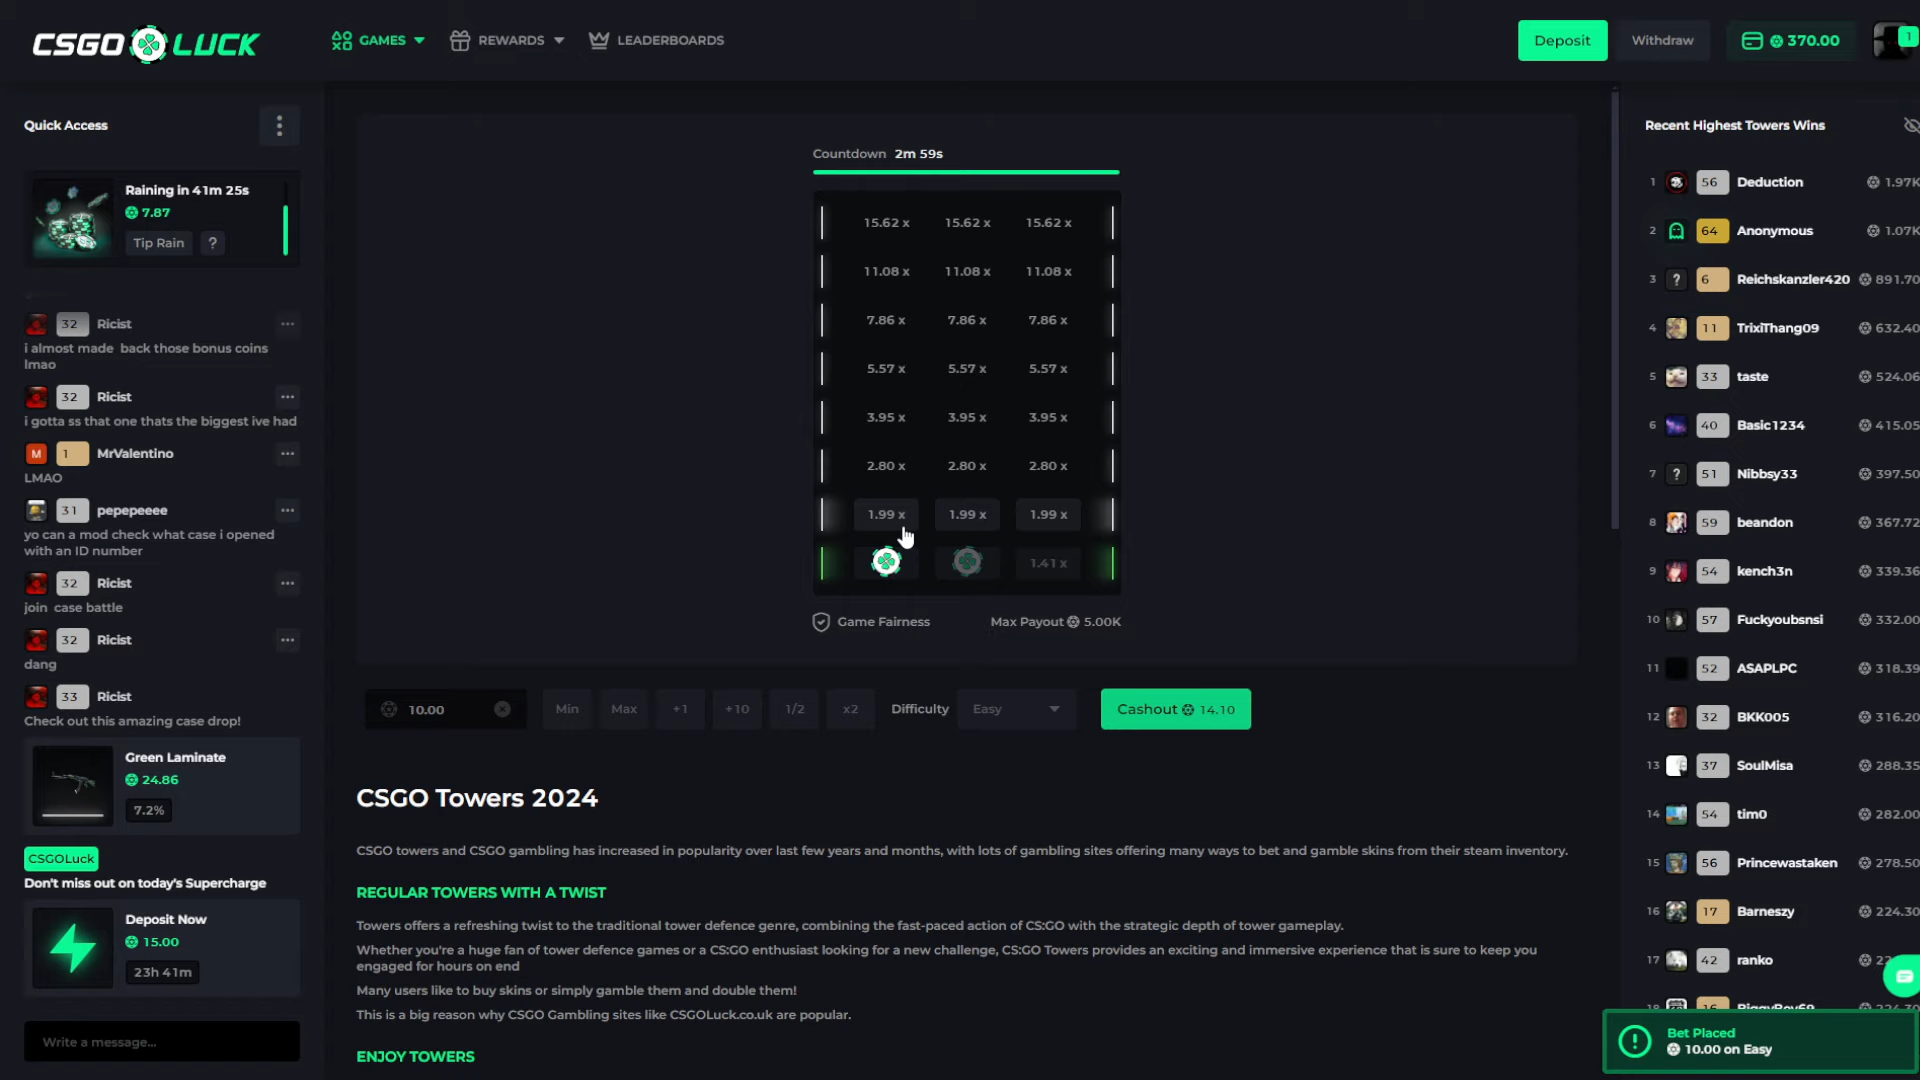 CSGO LUCK
GAMES
REWARDS
LEADERBOARDS
Deposit
Withdraw
370.00
1
Quick Access
Raining in 41m 25s
7.87
Tip Rain
?
32 Ricist
i almost made back those bonus coins
lmao
32 Ricist
i gotta ss that one thats the biggest ive had
M 1 MrValentino
LMAO
31 pepepeeee
yo can a mod check what case i opened
with an ID number
32 Ricist
join case battle
32 Ricist
dang
33 Ricist
Check out this amazing case drop!
Green Laminate
24.86
7.2%
CSGOLuck
Don't miss out on today's Supercharge
Deposit Now
15.00
23h 41m
Write a message...
Countdown 2m 59s
15.62 x 15.62 x 15.62 x
11.08 x 11.08 x 11.08 x
7.86 x 7.86 x 7.86 x
5.57 x 5.57 x 5.57 x
3.95 x 3.95 x 3.95 x
2.80 x 2.80 x 2.80 x
1.99 x 1.99 x 1.99 x
1.41 x
Game Fairness
Max Payout 5.00K
10.00
Min
Max
+1
+10
1/2
x2
Difficulty
Easy
Cashout 14.10
CSGO Towers 2024
CSGO towers and CSGO gambling has increased in popularity over last few years and months, with lots of gambling sites offering many ways to bet and gamble skins from their steam inventory.
REGULAR TOWERS WITH A TWIST
Towers offers a refreshing twist to the traditional tower defence genre, combining the fast-paced action of CS:GO with the strategic depth of tower gameplay.
Whether you're a huge fan of tower defence games or a CS:GO enthusiast looking for a new challenge, CS:GO Towers provides an exciting and immersive experience that is sure to keep you
engaged for hours on end
Many users like to buy skins or simply gamble them and double them!
This is a big reason why CSGO Gambling sites like CSGOLuck.co.uk are popular.
ENJOY TOWERS
Recent Highest Towers Wins
1 56 Deduction 1.97K
2 64 Anonymous 1.07K
3 ? 6 Reichskanzler420 891.70
4 11 TrixiThang09 632.40
5 33 taste 524.06
6 40 Basic1234 415.05
7 ? 51 Nibbsy33 397.50
8 59 beandon 367.72
9 54 kench3n 339.36
10 57 Fuckyoubsnsi 332.00
11 52 ASAPLPC 318.39
12 32 BKK005 316.20
13 37 SoulMisa 288.35
14 54 tim0 282.00
15 56 Princewastaken 278.50
16 17 Barneszy 224.30
17 42 ranko
Bet Placed
10.00 on Easy